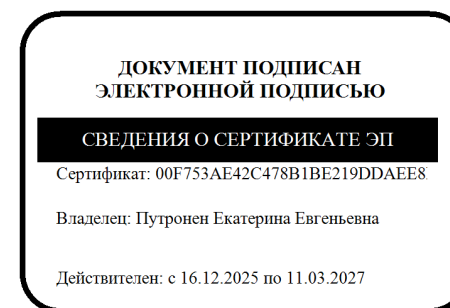 ДОКУМЕНТ ПОДПИСАН
ЭЛЕКТРОННОЙ ПОДПИСЬЮ
СВЕДЕНИЯ О СЕРТИФИКАТЕ ЭП
Сертификат: 00F753AE42C478B1BE219DDAEE8
Владелец: Путронен Екатерина Евгеньевна
Действителен: с 16.12.2025 по 11.03.2027